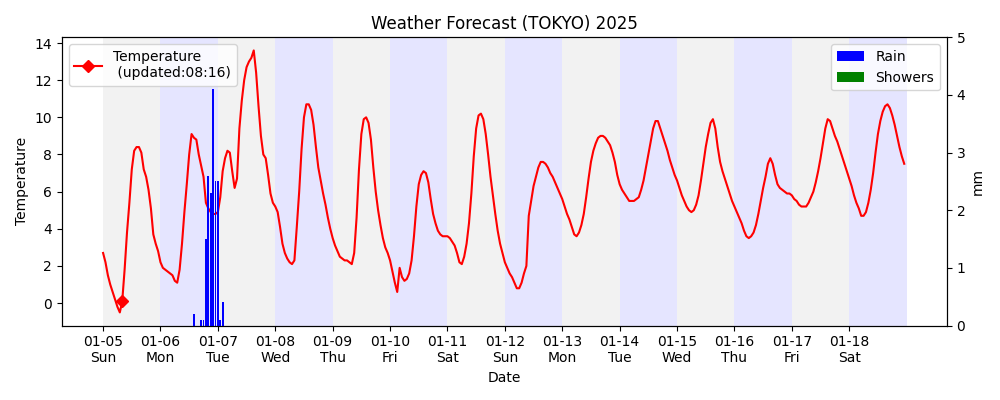 Weather Forecast (TOKYO) 2025
Temperature
(updated:08:16)
Rain
Showers
Temperature
14
12
10
8
6
4
2
0
5
4
3
2
1
0
mm
01-05 01-06 01-07 01-08 01-09 01-10 01-11 01-12 01-13 01-14 01-15 01-16 01-17 01-18
Sun Mon Tue Wed Thu Fri Sat Sun Mon Tue Wed Thu Fri Sat
Date